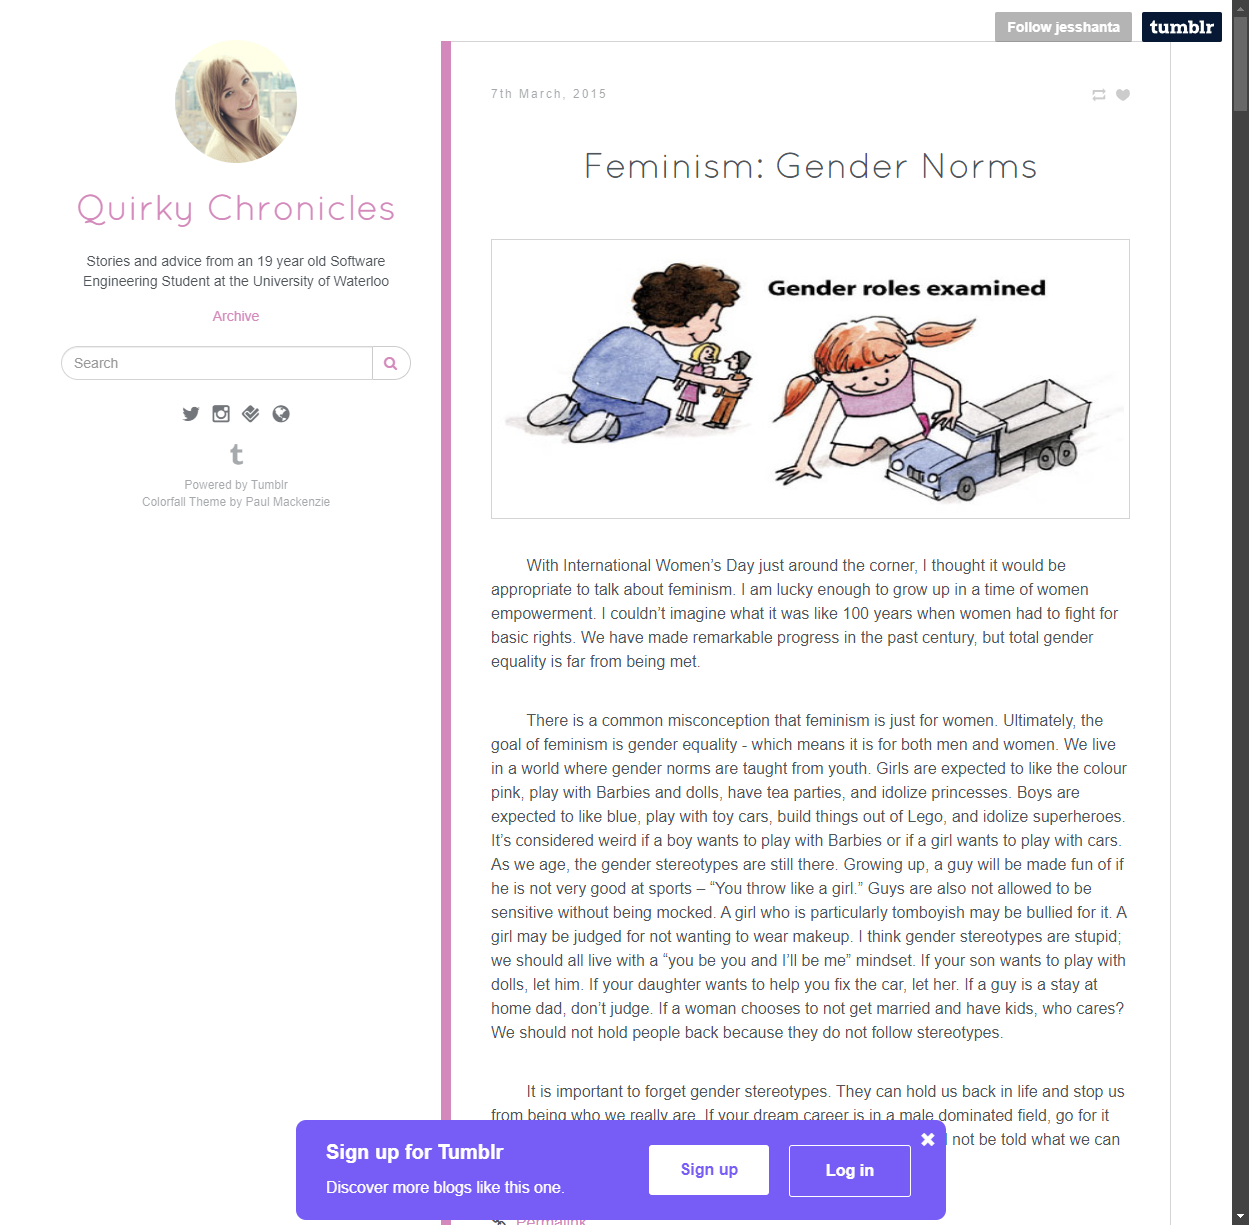 Follow jesshanta
tumblr
Quirky Chronicles
Stories and advice from an 19 year old Software
Engineering Student at the University of Waterloo
Archive
Search
Powered by Tumblr
Colorfall Theme by Paul Mackenzie
7th March, 2015
Feminism: Gender Norms
Gender roles examined
With International Women’s Day just around the corner, I thought it would be
appropriate to talk about feminism. I am lucky enough to grow up in a time of women
empowerment. I couldn’t imagine what it was like 100 years when women had to fight for
basic rights. We have made remarkable progress in the past century, but total gender
equality is far from being met.
There is a common misconception that feminism is just for women. Ultimately, the
goal of feminism is gender equality - which means it is for both men and women. We live
in a world where gender norms are taught from youth. Girls are expected to like the colour
pink, play with Barbies and dolls, have tea parties, and idolize princesses. Boys are
expected to like blue, play with toy cars, build things out of Lego, and idolize superheroes.
It’s considered weird if a boy wants to play with Barbies or if a girl wants to play with cars.
As we age, the gender stereotypes are still there. Growing up, a guy will be made fun of if
he is not very good at sports – “You throw like a girl.” Guys are also not allowed to be
sensitive without being mocked. A girl who is particularly tomboyish may be bullied for it. A
girl may be judged for not wanting to wear makeup. I think gender stereotypes are stupid;
we should all live with a “you be you and I’ll be me” mindset. If your son wants to play with
dolls, let him. If your daughter wants to help you fix the car, let her. If a guy is a stay at
home dad, don’t judge. If a woman chooses to not get married and have kids, who cares?
We should not hold people back because they do not follow stereotypes.
It is important to forget gender stereotypes. They can hold us back in life and stop us
from being who we really are. If your dream career is in a male dominated field, go for it
not be told what we can
Sign up for Tumblr
Discover more blogs like this one.
Sign up
Log in
Permalink